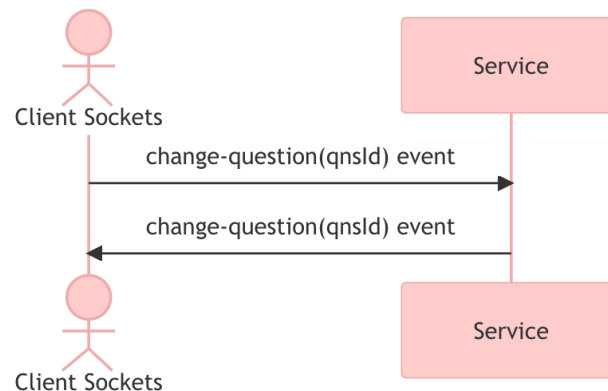 Client Sockets
Service
change-question(qnsId) event
change-question(qnsId) event
Client Sockets
Service